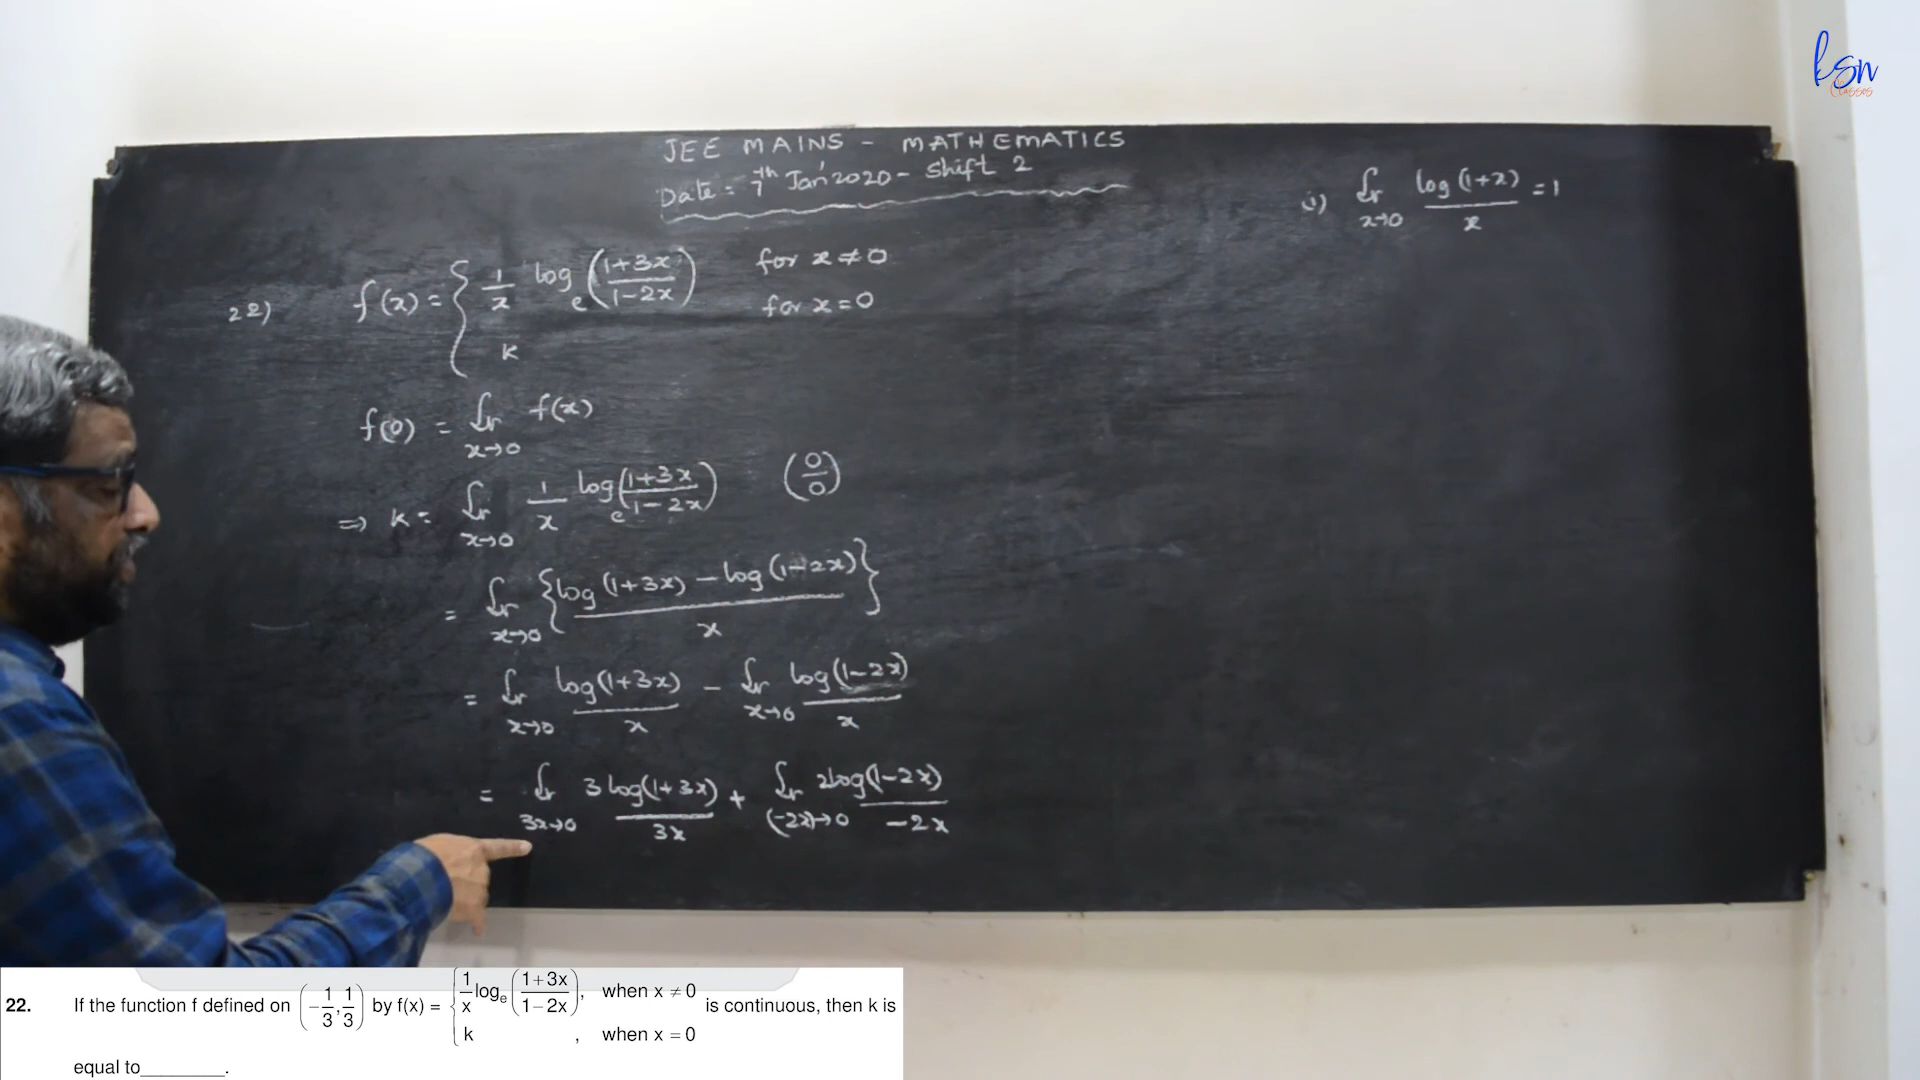 ksn
Classes
JEE MAINS - MATHEMATICS
Date = 7th Jan' 2020 - Shift 2
ii) Lt x→0 log(1+x)/x = 1
22) f(x) = { 1/x log_e((1+3x)/(1-2x)) for x ≠ 0
for x = 0
k
f(0) = Lt x→0 f(x)
⇒ k = Lt x→0 1/x log_e((1+3x)/(1-2x)) (0/0)
= Lt x→0 {(log(1+3x) - log(1-2x))/x}
= Lt x→0 log(1+3x)/x - Lt x→0 log(1-2x)/x
= Lt 3x→0 3log(1+3x)/3x + Lt (-2x)→0 2log(1-2x)/-2x
22. If the function f defined on (-1/3, 1/3) by f(x) = { 1/x log_e((1+3x)/(1-2x)), when x ≠ 0 is continuous, then k is
k , when x = 0
equal to________.